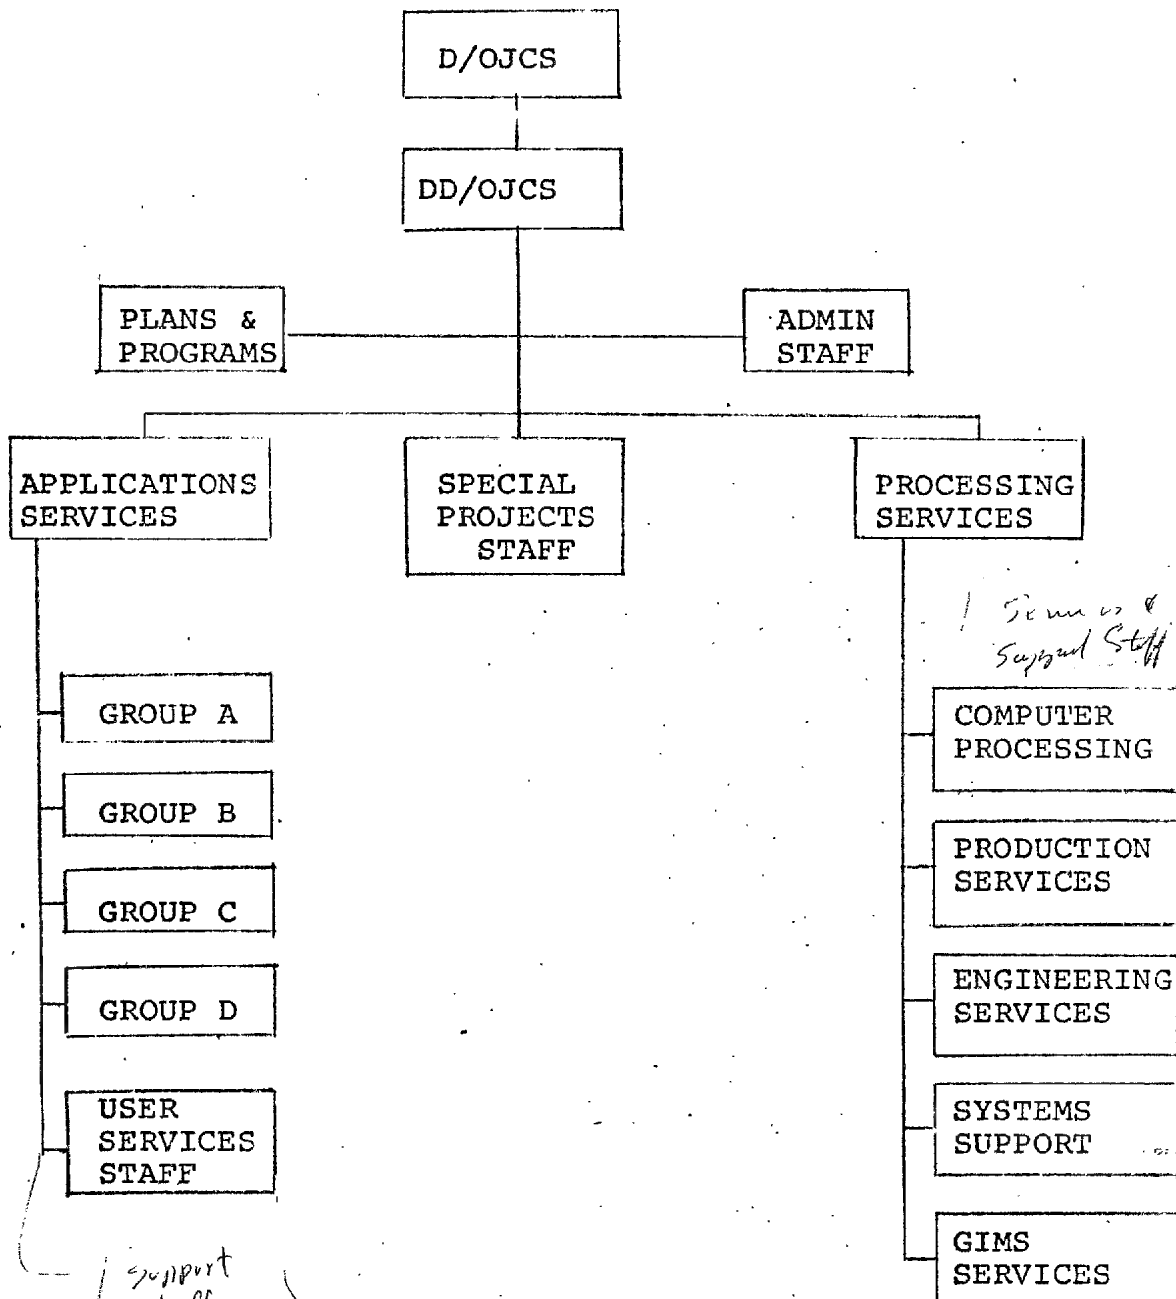 D/OJCS
DD/OJCS
PLANS &
PROGRAMS
ADMIN
STAFF
APPLICATIONS
SERVICES
SPECIAL
PROJECTS
STAFF
PROCESSING
SERVICES
GROUP A
GROUP B
GROUP C
GROUP D
USER
SERVICES
STAFF
Support
&
Support Staff
COMPUTER
PROCESSING
PRODUCTION
SERVICES
ENGINEERING
SERVICES
SYSTEMS
SUPPORT
GIMS
SERVICES